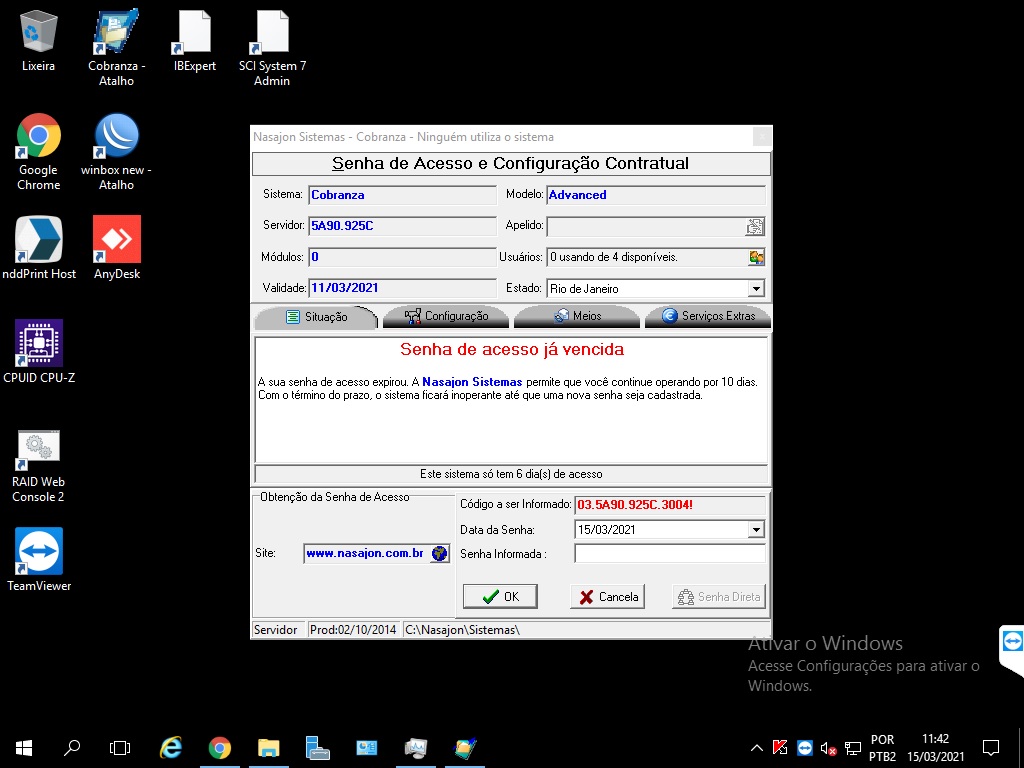 Lixeira
Cobranza -
Atalho
IBExpert
SCI System 7
Admin
Google
Chrome
winbox new -
Atalho
nddPrint Host
AnyDesk
CPUID CPU-Z
RAID Web
Console 2
TeamViewer
Nasajon Sistemas - Cobranza - Ninguém utiliza o sistema
Senha de Acesso e Configuração Contratual
Sistema: Cobranza Modelo: Advanced
Servidor: 5A90.925C Apelido:
Módulos: 0 Usuários: 0 usando de 4 disponíveis.
Validade: 11/03/2021 Estado: Rio de Janeiro
Situação Configuração Meios Serviços Extras
Senha de acesso já vencida
A sua senha de acesso expirou. A Nasajon Sistemas permite que você continue operando por 10 dias.
Com o término do prazo, o sistema ficará inoperante até que uma nova senha seja cadastrada.
Este sistema só tem 6 dia(s) de acesso
Obtenção da Senha de Acesso
Site: www.nasajon.com.br
Código a ser Informado: 03.5A90.925C.3004!
Data da Senha: 15/03/2021
Senha Informada :
OK Cancela Senha Direta
Servidor Prod:02/10/2014 C:\Nasajon\Sistemas\
Ativar o Windows
Acesse Configurações para ativar o
Windows.
POR
PTB2
11:42
15/03/2021